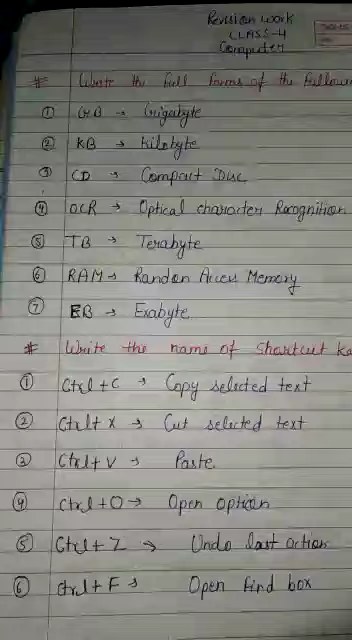 Revision work
CLASS-4
Computer
# Write the full forms of the following
① GB → Gigabyte
② KB → Kilobyte
③ CD → Compact Disc
④ OCR → Optical character Recognition
⑤ TB → Terabyte
⑥ RAM → Random Access Memory
⑦ EB → Exabyte
# Write the name of Shortcut
① Ctrl + C → Copy selected text
② Ctrl + X → Cut selected text
③ Ctrl + V → Paste
④ Ctrl + O → Open option
⑤ Ctrl + Z → Undo last action
⑥ Ctrl + F → Open find box